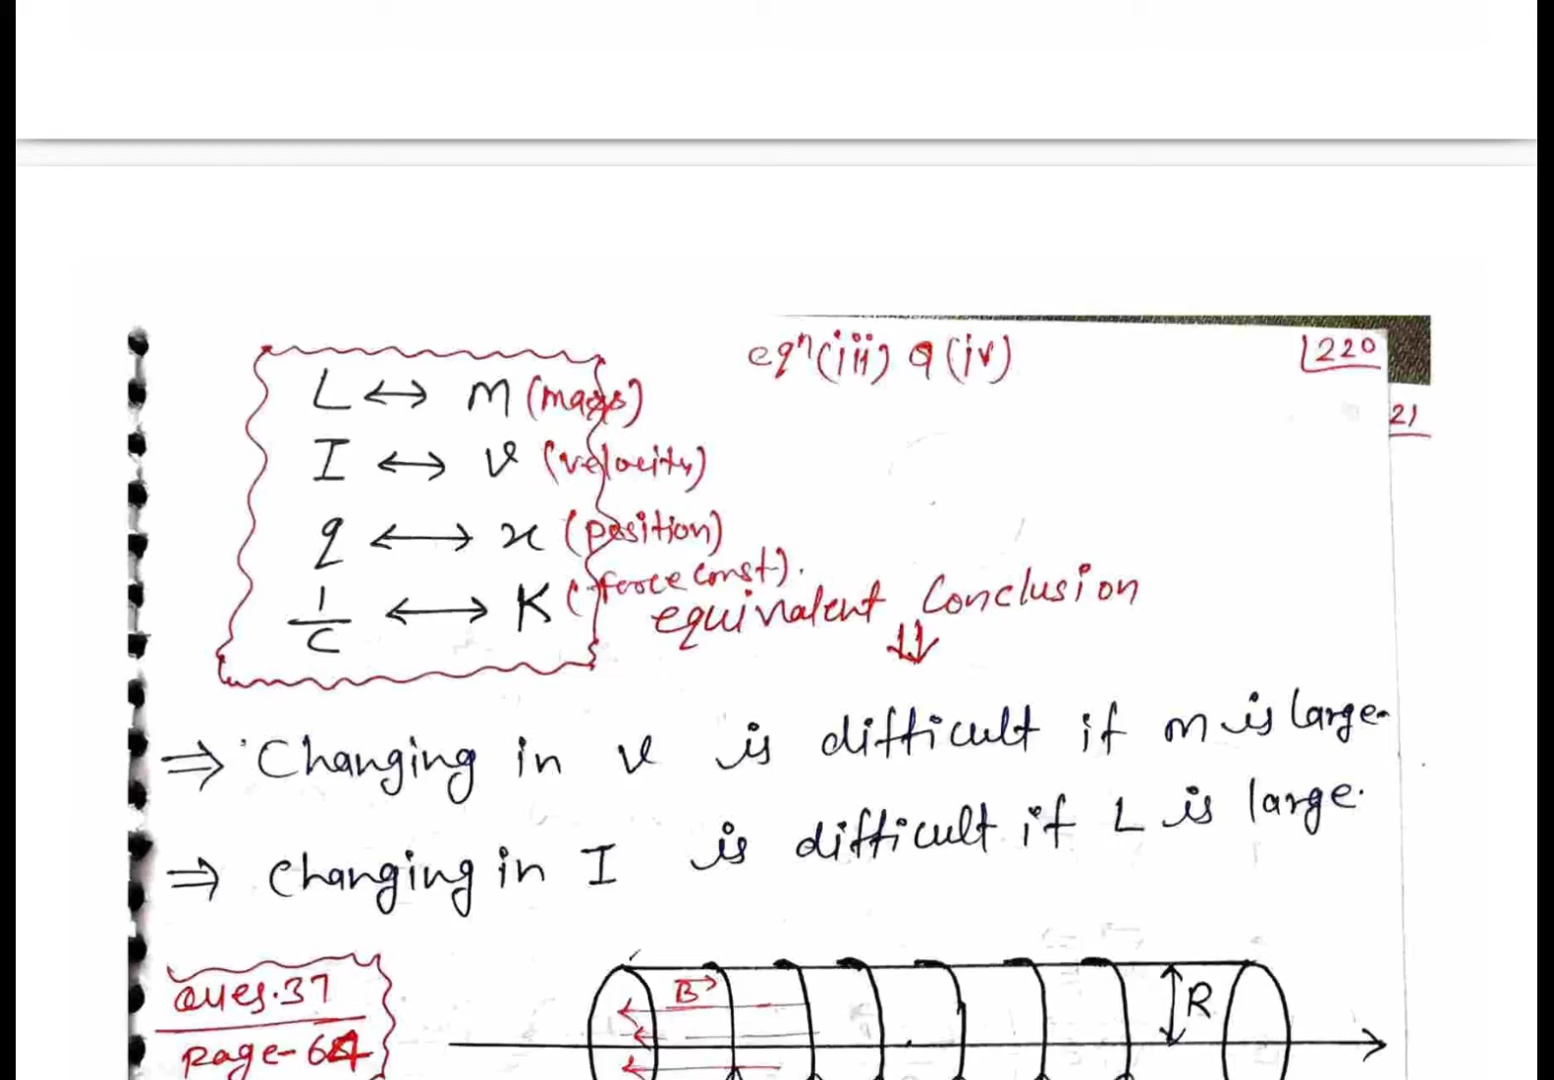 eqⁿ(iii) q (iv)
220
21
L ↔ m (mass)
I ↔ v (velocity)
q ↔ x (position)
1/C ↔ K (force const).
equivalent Conclusion
⇓
⇒ Changing in v is difficult if m is large.
⇒ Changing in I is difficult if L is large.
Ques.37
Page-64
B→
R